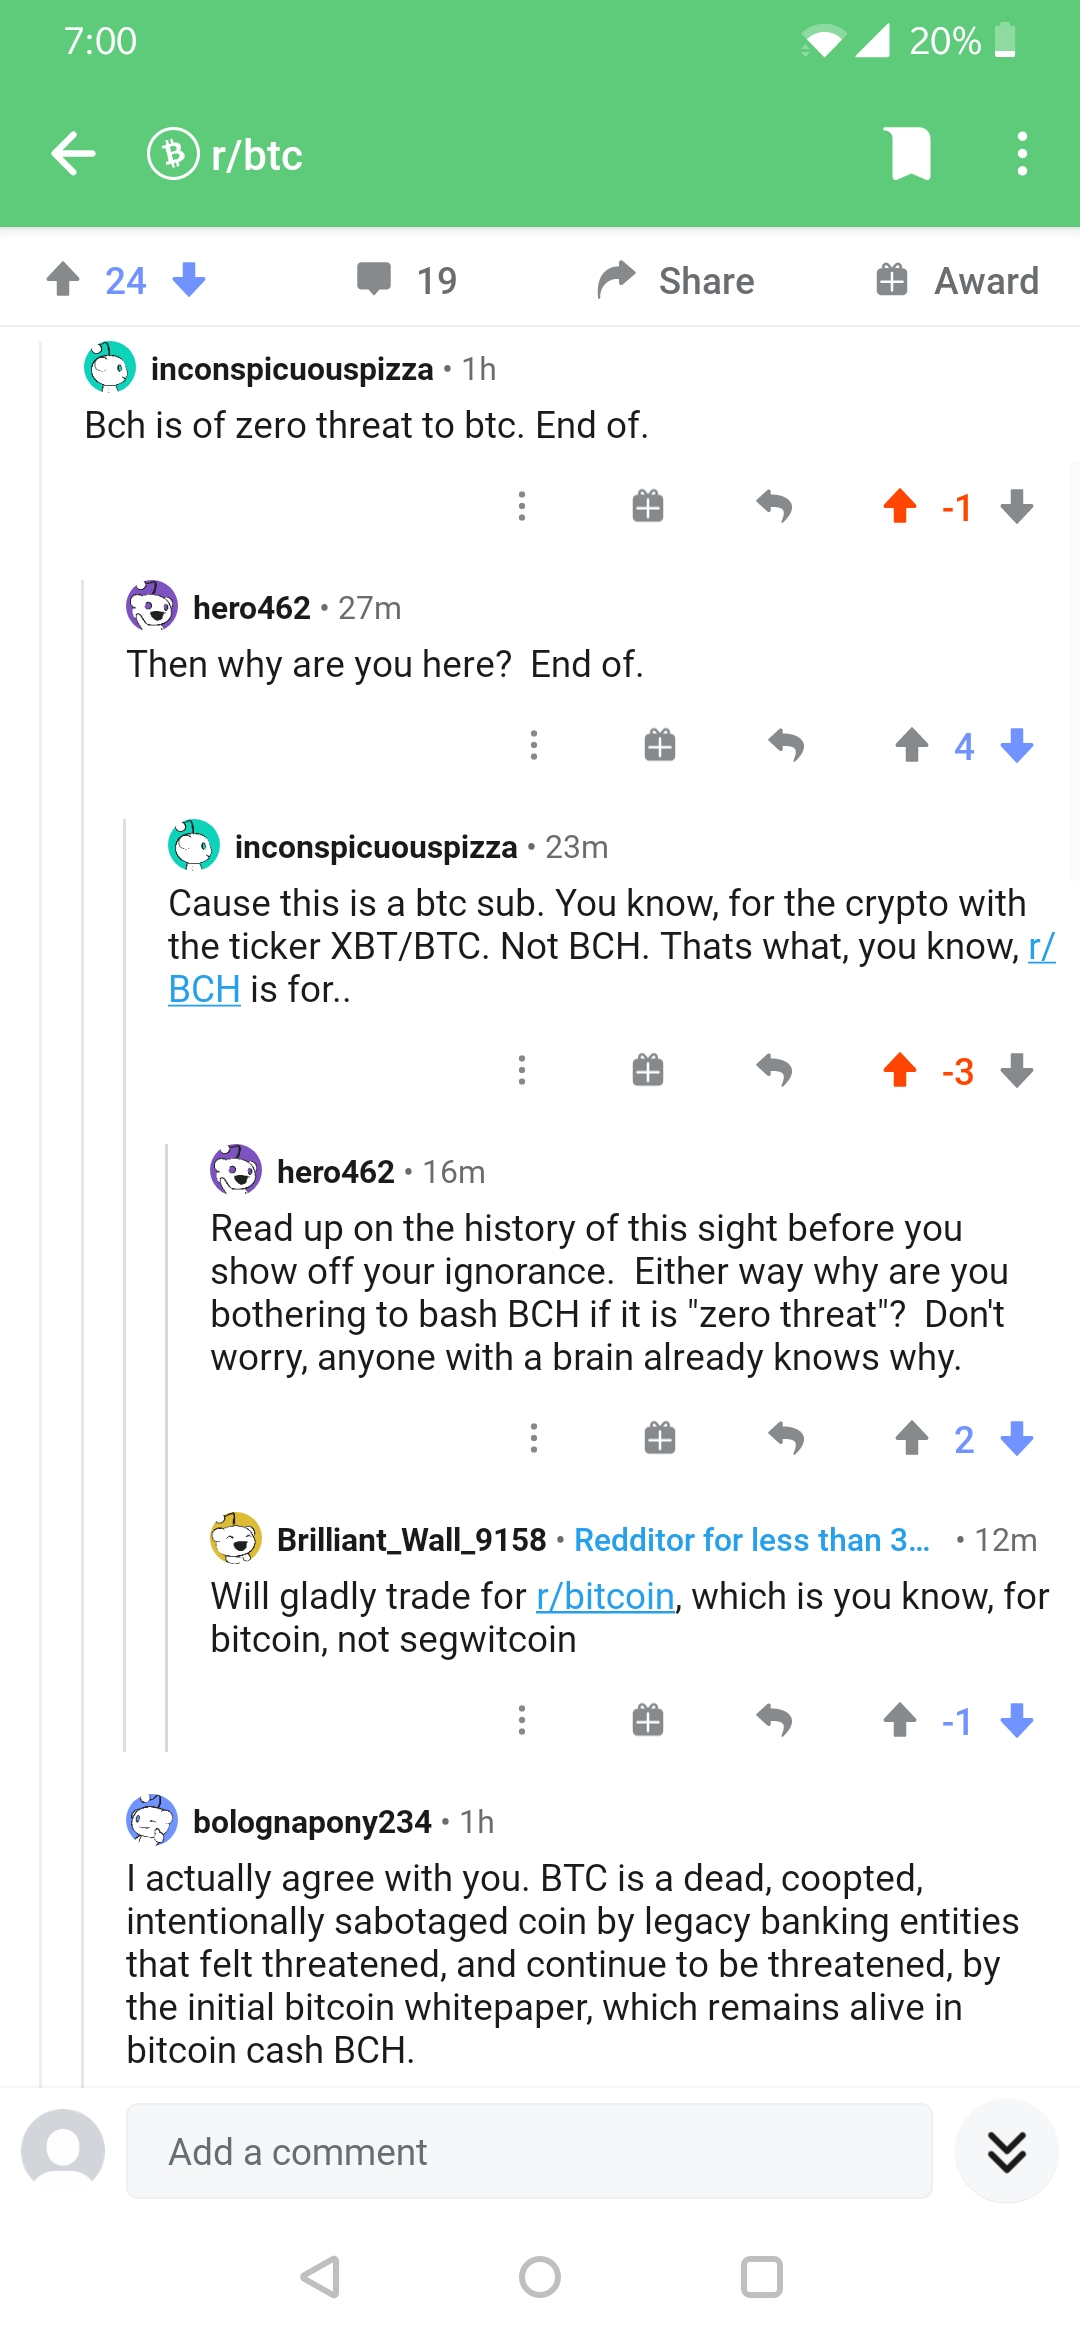 7:00
20%
r/btc
24
19
Share
Award
inconspicuouspizza • 1h
Bch is of zero threat to btc. End of.
-1
hero462 • 27m
Then why are you here?  End of.
4
inconspicuouspizza • 23m
Cause this is a btc sub. You know, for the crypto with
the ticker XBT/BTC. Not BCH. Thats what, you know, r/
BCH is for..
-3
hero462 • 16m
Read up on the history of this sight before you
show off your ignorance.  Either way why are you
bothering to bash BCH if it is "zero threat"?  Don't
worry, anyone with a brain already knows why.
2
Brilliant_Wall_9158 • Redditor for less than 3... • 12m
Will gladly trade for r/bitcoin, which is you know, for
bitcoin, not segwitcoin
-1
bolognapony234 • 1h
I actually agree with you. BTC is a dead, coopted,
intentionally sabotaged coin by legacy banking entities
that felt threatened, and continue to be threatened, by
the initial bitcoin whitepaper, which remains alive in
bitcoin cash BCH.
Add a comment